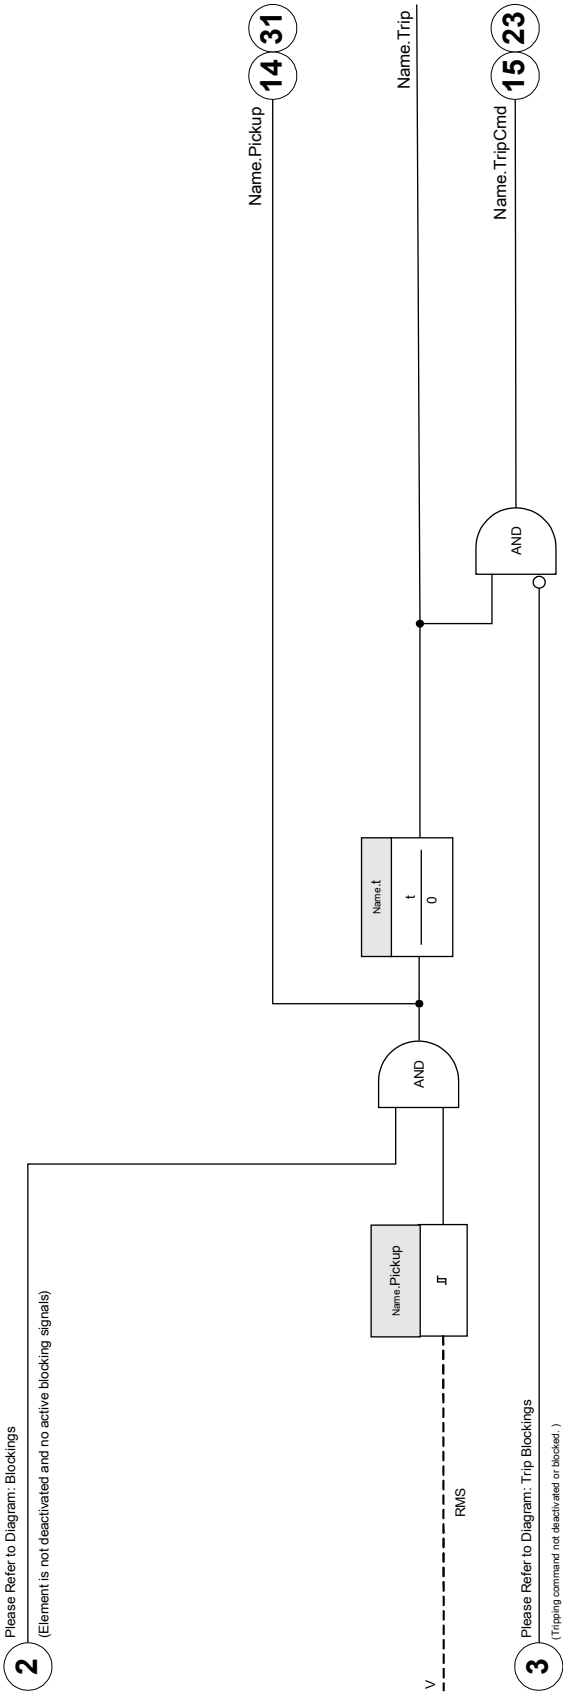 Please Refer to Diagram: Blockings
2
(Element is not deactivated and no active blocking signals)
Name.Pickup
14 31
Name.Trip
Name.TripCmd
15 23
Name.Pickup
AND
Name.t
t
0
AND
V
RMS
Please Refer to Diagram: Trip Blockings
3
(Tripping command not deactivated or blocked. )